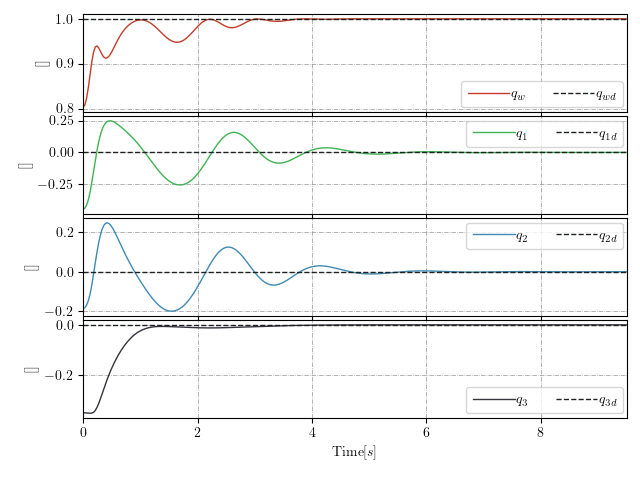 1.0
0.9
0.8
[]
q_w q_{wd}
0.25
0.00
−0.25
[]
q_1 q_{1d}
0.2
0.0
−0.2
[]
q_2 q_{2d}
0.0
−0.2
[]
q_3 q_{3d}
0 2 4 6 8
Time[s]